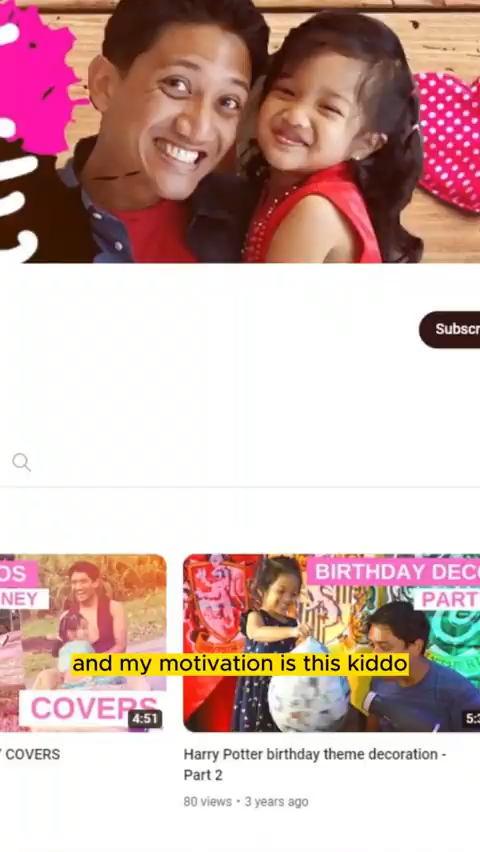 Subscr
OS
NEY
COVERS
4:51
BIRTHDAY DECO
PART
5:3
and my motivation is this kiddo
COVERS
Harry Potter birthday theme decoration -
Part 2
80 views • 3 years ago